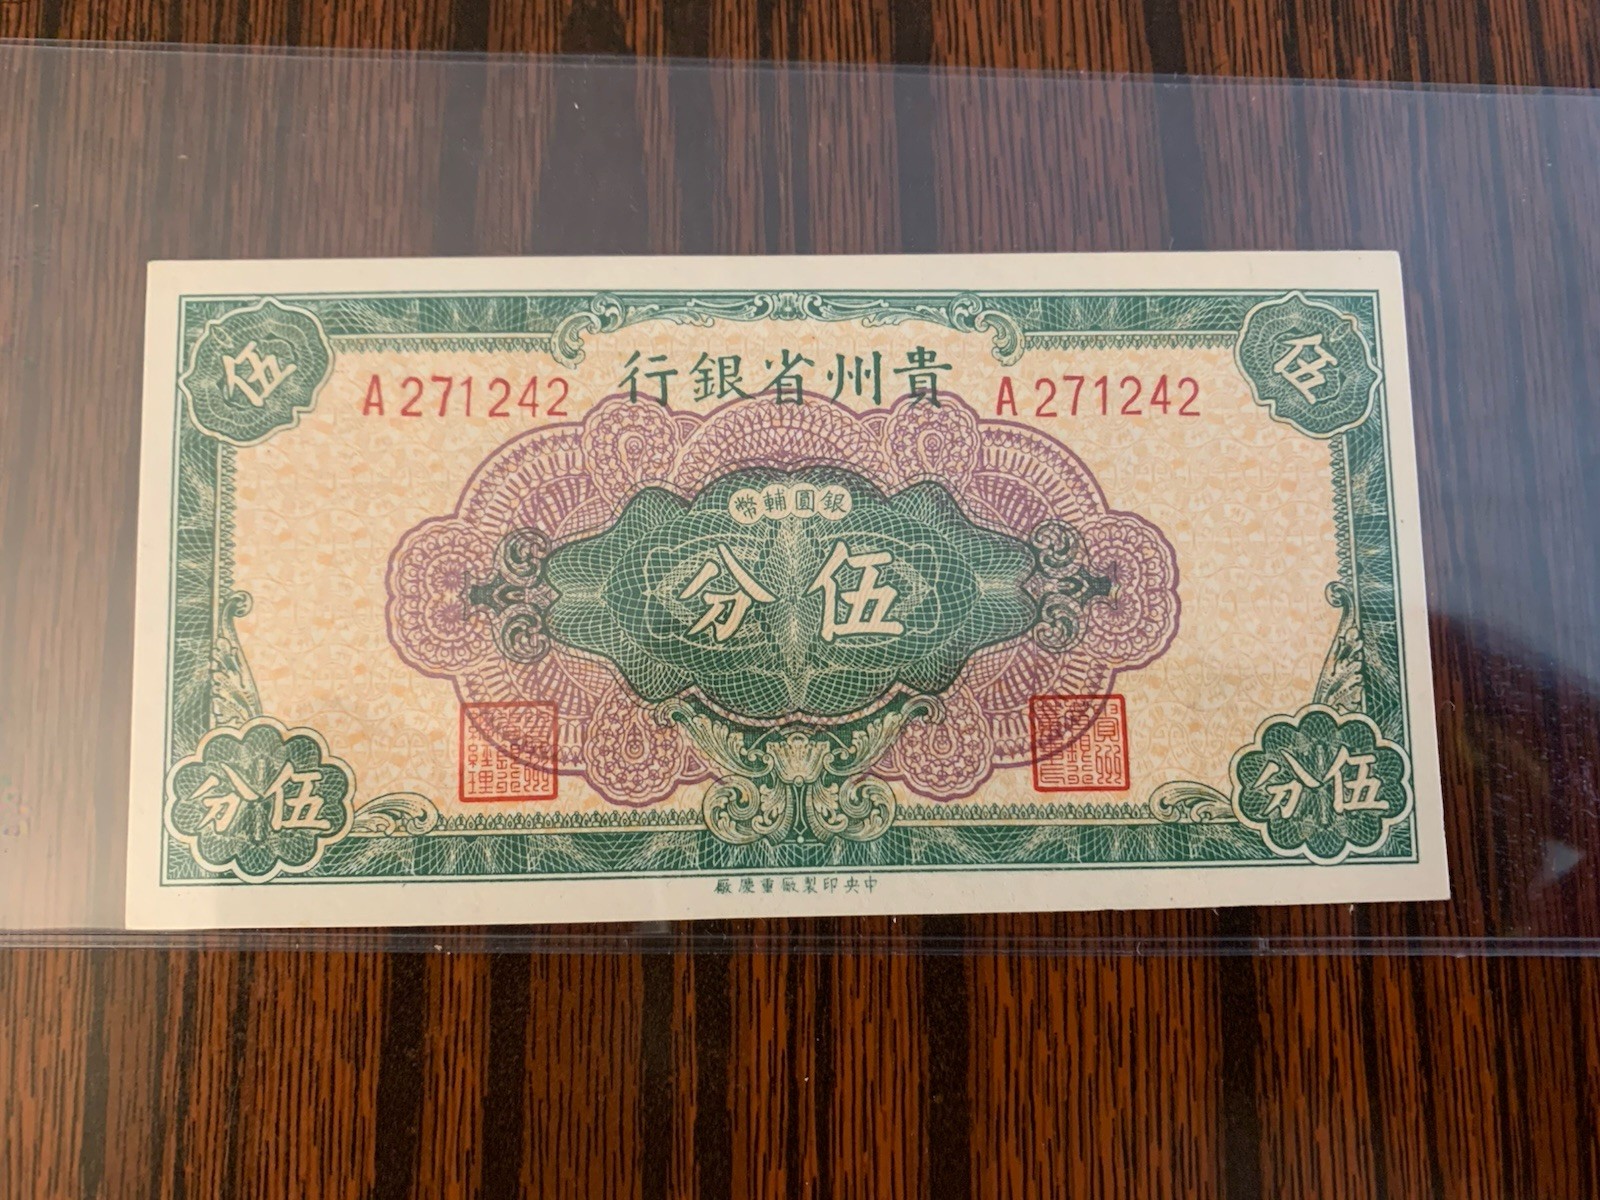 伍
伍
貴州省銀行
A271242
A271242
銀圓輔幣
伍分
伍分
伍分
中央印製廠重慶廠